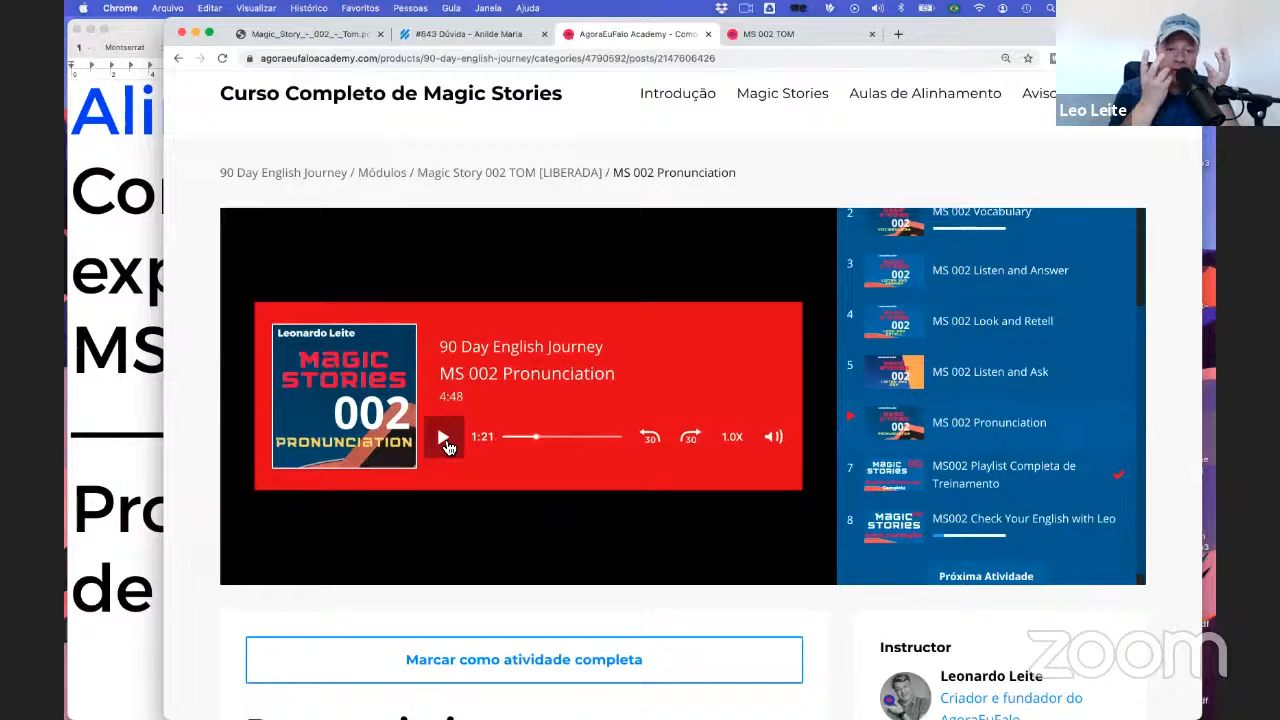 Chrome Arquivo Editar Visualizar Histórico Favoritos Pessoas Guia Janela Ajuda
Magic_Story_-_002_-_Tom.pc
#843 Dúvida - Anilde Maria
AgoraEuFalo Academy - Como
MS 002 TOM
Montserrat
agoraeufaloacademy.com/products/90-day-english-journey/categories/4790592/posts/2147606426
0 2 4
Curso Completo de Magic Stories
Introdução Magic Stories Aulas de Alinhamento Aviso
Leo Leite
Ali
Co
exp
MS
Pro
de
90 Day English Journey / Módulos / Magic Story 002 TOM [LIBERADA] / MS 002 Pronunciation
Leonardo Leite
MAGIC
STORIES
002
PRONUNCIATION
90 Day English Journey
MS 002 Pronunciation
4:48
1:21
30
30
1.0X
2 MS 002 Vocabulary
3 MS 002 Listen and Answer
4 MS 002 Look and Retell
5 MS 002 Listen and Ask
MS 002 Pronunciation
7 MS002 Playlist Completa de
Treinamento
8 MS002 Check Your English with Leo
Próxima Atividade
Marcar como atividade completa
Instructor
Leonardo Leite
Criador e fundador do
AgoraEuFalo
zoom